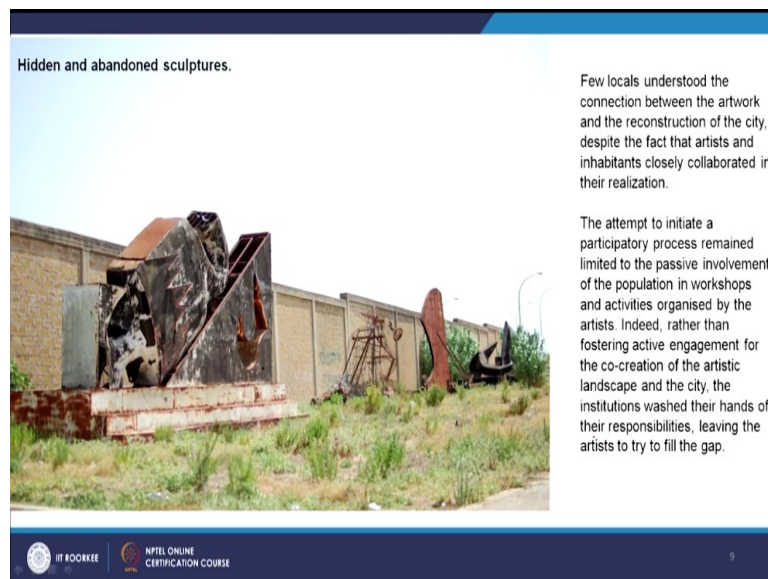 Hidden and abandoned sculptures.
Few locals understood the
connection between the artwork
and the reconstruction of the city,
despite the fact that artists and
inhabitants closely collaborated in
their realization.
The attempt to initiate a
participatory process remained
limited to the passive involvement
of the population in workshops
and activities organised by the
artists. Indeed, rather than
fostering active engagement for
the co-creation of the artistic
landscape and the city, the
institutions washed their hands of
their responsibilities, leaving the
artists to try to fill the gap.
IIT ROORKEE
NPTEL ONLINE
CERTIFICATION COURSE
9